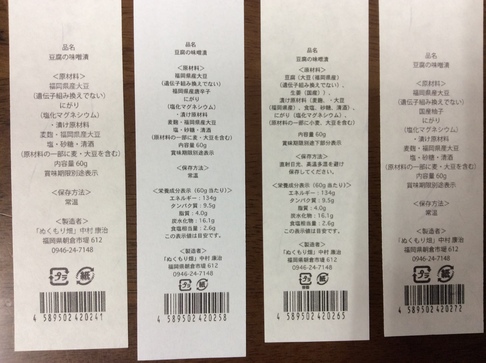 品名
豆腐の味噌漬
<原材料>
福岡県産大豆
(遺伝子組み換えでない)
にがり
(塩化マグネシウム)
・漬け原材料
麦麹・福岡県産大豆
塩・砂糖・清酒
(原材料の一部に麦・大豆を含む)
内容量60g
賞味期限別途表示
<保存方法>
常温
<製造者>
「ぬくもり畑」中村 康治
福岡県朝倉市堤 612
0946-24-7148
4 589502 420241
品名
豆腐の味噌漬
<原材料>
福岡県産大豆
(遺伝子組み換えでない)
福岡県産唐辛子
にがり
(塩化マグネシウム)
・漬け原材料
麦麹・福岡県産大豆
塩・砂糖・清酒
(原材料の一部に麦・大豆を含む)
内容量60g
賞味期限別途表示
<保存方法>
常温
<栄養成分表示(60g当たり)>
エネルギー:134g
タンパク質:9.5g
脂質:4.0g
炭水化物:16.1g
食塩相当量:2.6g
この表示値は目安です。
<製造者>
「ぬくもり畑」中村 康治
福岡県朝倉市堤 612
0946-24-7148
プラ 紙
4 589502 420258
品名
豆腐の味噌漬
<原材料>
豆腐(大豆(福岡県産)
(遺伝子組み換えでない)、
生姜(国産))、
漬け原材料(麦麹、・大豆
(福岡県産)、食塩、砂糖、清酒)、
にがり(塩化マグネシウム)、
(原材料の一部に小麦、大豆を含む)
内容量 60g
賞味期限途下部分表示
<保存方法>
直射日光、高温多湿を避け
保存してください。
<栄養成分表示(60g当たり)>
エネルギー:134g
タンパク質:9.5g
脂質:4.0g
炭水化物:16.1g
食塩相当量:2.6g
この表示値は目安です。
<製造者>
「ぬくもり畑」中村 康治
福岡県朝倉市堤 612
0946-24-7148
プラ 紙
4 589502 420265
品名
豆腐の味噌漬
<原材料>
福岡県産大豆
(遺伝子組み換えでない)
国産柚子
にがり
(塩化マグネシウム)
・漬け原材料
麦麹・福岡県産大豆
塩・砂糖・清酒
(原材料の一部に麦・大豆を含む)
内容量60g
賞味期限別途表示
<保存方法>
常温
<製造者>
「ぬくもり畑」中村 康治
福岡県朝倉市堤 612
0946-24-7148
プラ 紙
4 589502 420272